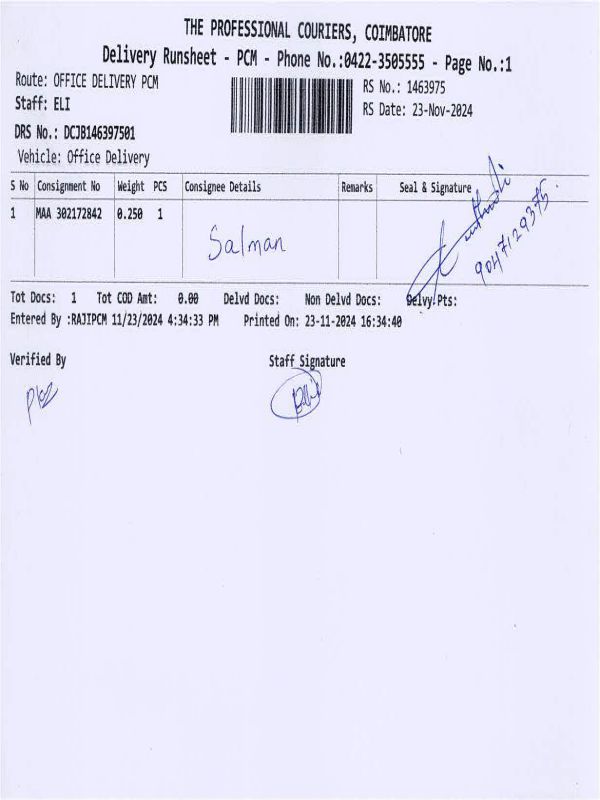 THE PROFESSIONAL COURIERS, COIMBATORE
Delivery Runsheet - PCM - Phone No.:0422-3505555 - Page No.:1
Route: OFFICE DELIVERY PCM
RS No.: 1463975
Staff: ELI
RS Date: 23-Nov-2024
DRS No.: DCJB146397501
Vehicle: Office Delivery
S No Consignment No Weight PCS Consignee Details Remarks Seal & Signature
1 MAA 302172842 0.250 1
Salman
9047129375
Tot Docs: 1 Tot COD Amt: 0.00 Delvd Docs: Non Delvd Docs: Delvy Pts:
Entered By :RAJIPCM 11/23/2024 4:34:33 PM Printed On: 23-11-2024 16:34:40
Verified By Staff Signature